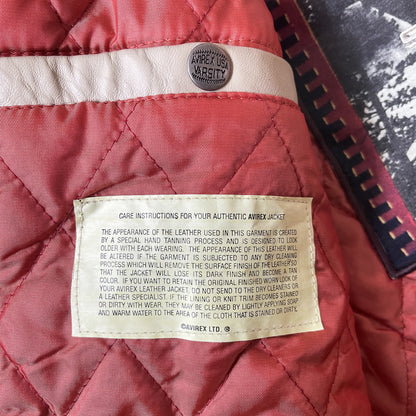 AVIREX USA
VARSITY
CARE INSTRUCTIONS FOR YOUR AUTHENTIC AVIREX JACKET
THE APPEARANCE OF THE LEATHER USED IN THIS GARMENT IS CREATED
BY A SPECIAL HAND TANNING PROCESS AND IS DESIGNED TO LOOK
OLDER WITH EACH WEARING. THE APPEARANCE OF THIS LEATHER WILL
BE ALTERED IF THE GARMENT IS SUBJECTED TO ANY DRY CLEANING
PROCESS WHICH WILL REMOVE THE SURFACE FINISH OF THE LEATHER SO
THAT THE JACKET WILL LOSE ITS DARK FINISH AND BECOME A TAN
COLOR. IF YOU WANT TO RETAIN THE ORIGINAL FINISHED WORN LOOK OF
YOUR AVIREX LEATHER JACKET, DO NOT SEND TO THE DRY CLEANERS OR
A LEATHER SPECIALIST. IF THE LINING OR KNIT TRIM BECOMES STAINED
OR DIRTY WITH WEAR, THEY MAY BE CLEANED BY LIGHTLY APPLYING SOAP
AND WARM WATER TO THE AREA OF THE CLOTH THAT IS STAINED OR DIRTY.
©AVIREX LTD. ®